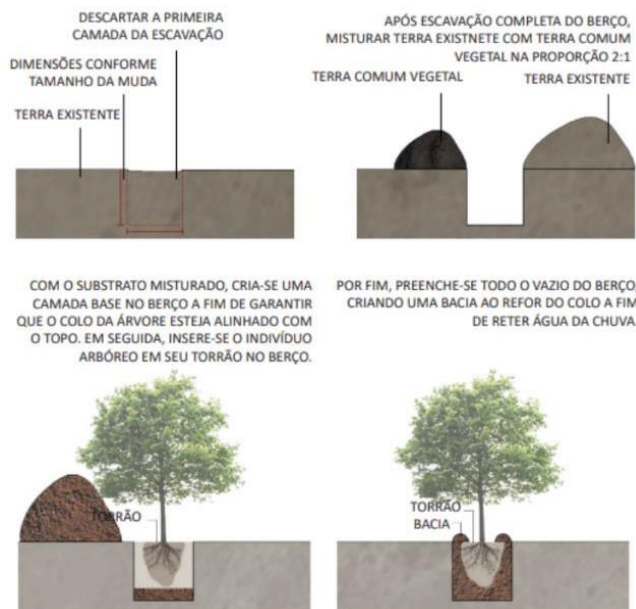 DESCARTAR A PRIMEIRA
CAMADA DA ESCAVAÇÃO
DIMENSÕES CONFORME
TAMANHO DA MUDA
TERRA EXISTENTE
APÓS ESCAVAÇÃO COMPLETA DO BERÇO,
MISTURAR TERRA EXISTNETE COM TERRA COMUM
VEGETAL NA PROPORÇÃO 2:1
TERRA COMUM VEGETAL
TERRA EXISTENTE
COM O SUBSTRATO MISTURADO, CRIA-SE UMA
CAMADA BASE NO BERÇO A FIM DE GARANTIR
QUE O COLO DA ÁRVORE ESTEJA ALINHADO COM
O TOPO. EM SEGUIDA, INSERE-SE O INDIVÍDUO
ARBÓREO EM SEU TORRÃO NO BERÇO.
TORRÃO
POR FIM, PREENCHE-SE TODO O VAZIO DO BERÇO,
CRIANDO UMA BACIA AO REFOR DO COLO A FIM
DE RETER ÁGUA DA CHUVA.
TORRÃO
BACIA